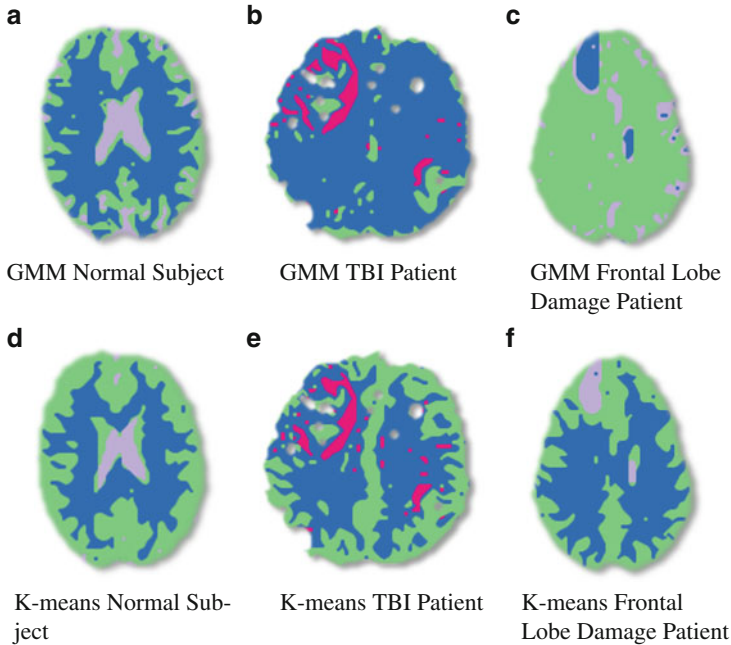 a
b
c
GMM Normal Subject
GMM TBI Patient
GMM Frontal Lobe
Damage Patient
d
e
f
K-means Normal Sub-
ject
K-means TBI Patient
K-means Frontal
Lobe Damage Patient